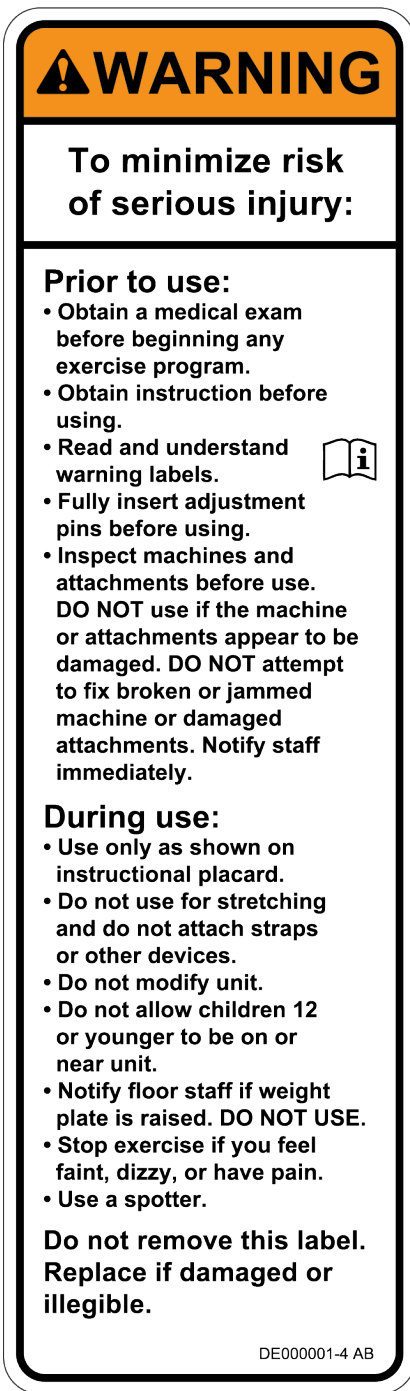 WARNING
To minimize risk
of serious injury:
Prior to use:
• Obtain a medical exam
before beginning any
exercise program.
• Obtain instruction before
using.
• Read and understand
warning labels.
i
• Fully insert adjustment
pins before using.
• Inspect machines and
attachments before use.
DO NOT use if the machine
or attachments appear to be
damaged. DO NOT attempt
to fix broken or jammed
machine or damaged
attachments. Notify staff
immediately.
During use:
• Use only as shown on
instructional placard.
• Do not use for stretching
and do not attach straps
or other devices.
• Do not modify unit.
• Do not allow children 12
or younger to be on or
near unit.
• Notify floor staff if weight
plate is raised. DO NOT USE.
• Stop exercise if you feel
faint, dizzy, or have pain.
• Use a spotter.
Do not remove this label.
Replace if damaged or
illegible.
DE000001-4 AB